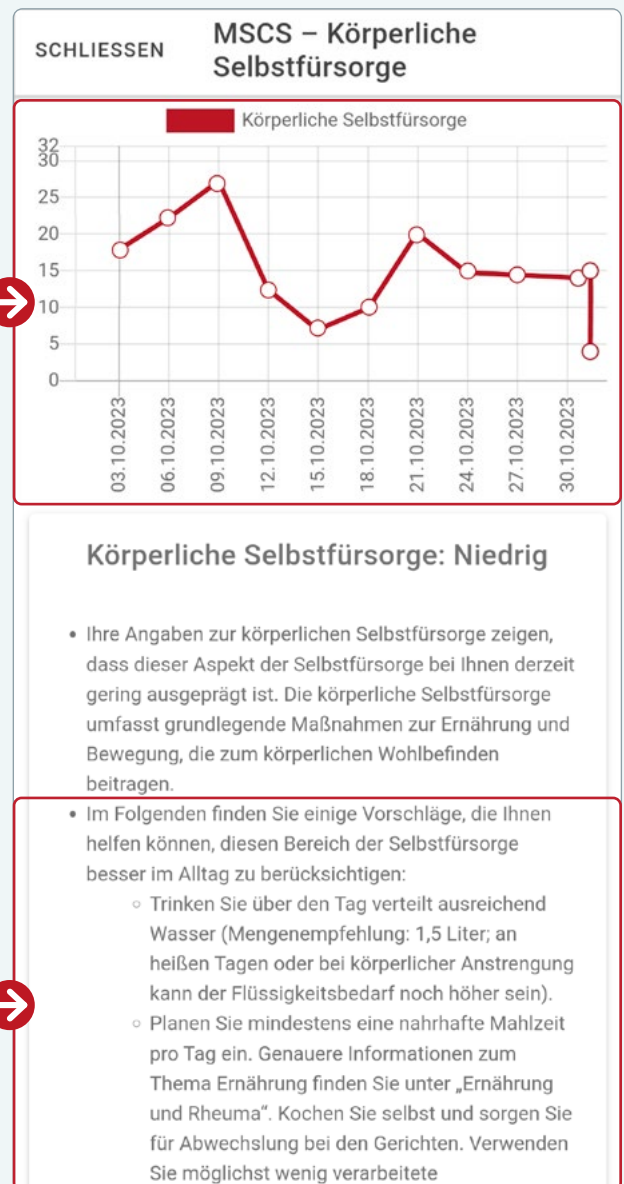 SCHLIESSEN
MSCS – Körperliche
Selbstfürsorge
Körperliche Selbstfürsorge
32
30
25
20
15
10
5
0
03.10.2023
06.10.2023
09.10.2023
12.10.2023
15.10.2023
18.10.2023
21.10.2023
24.10.2023
27.10.2023
30.10.2023
Körperliche Selbstfürsorge: Niedrig
• Ihre Angaben zur körperlichen Selbstfürsorge zeigen,
dass dieser Aspekt der Selbstfürsorge bei Ihnen derzeit
gering ausgeprägt ist. Die körperliche Selbstfürsorge
umfasst grundlegende Maßnahmen zur Ernährung und
Bewegung, die zum körperlichen Wohlbefinden
beitragen.
• Im Folgenden finden Sie einige Vorschläge, die Ihnen
helfen können, diesen Bereich der Selbstfürsorge
besser im Alltag zu berücksichtigen:
◦ Trinken Sie über den Tag verteilt ausreichend
Wasser (Mengenempfehlung: 1,5 Liter; an
heißen Tagen oder bei körperlicher Anstrengung
kann der Flüssigkeitsbedarf noch höher sein).
◦ Planen Sie mindestens eine nahrhafte Mahlzeit
pro Tag ein. Genauere Informationen zum
Thema Ernährung finden Sie unter „Ernährung
und Rheuma“. Kochen Sie selbst und sorgen Sie
für Abwechslung bei den Gerichten. Verwenden
Sie möglichst wenig verarbeitete